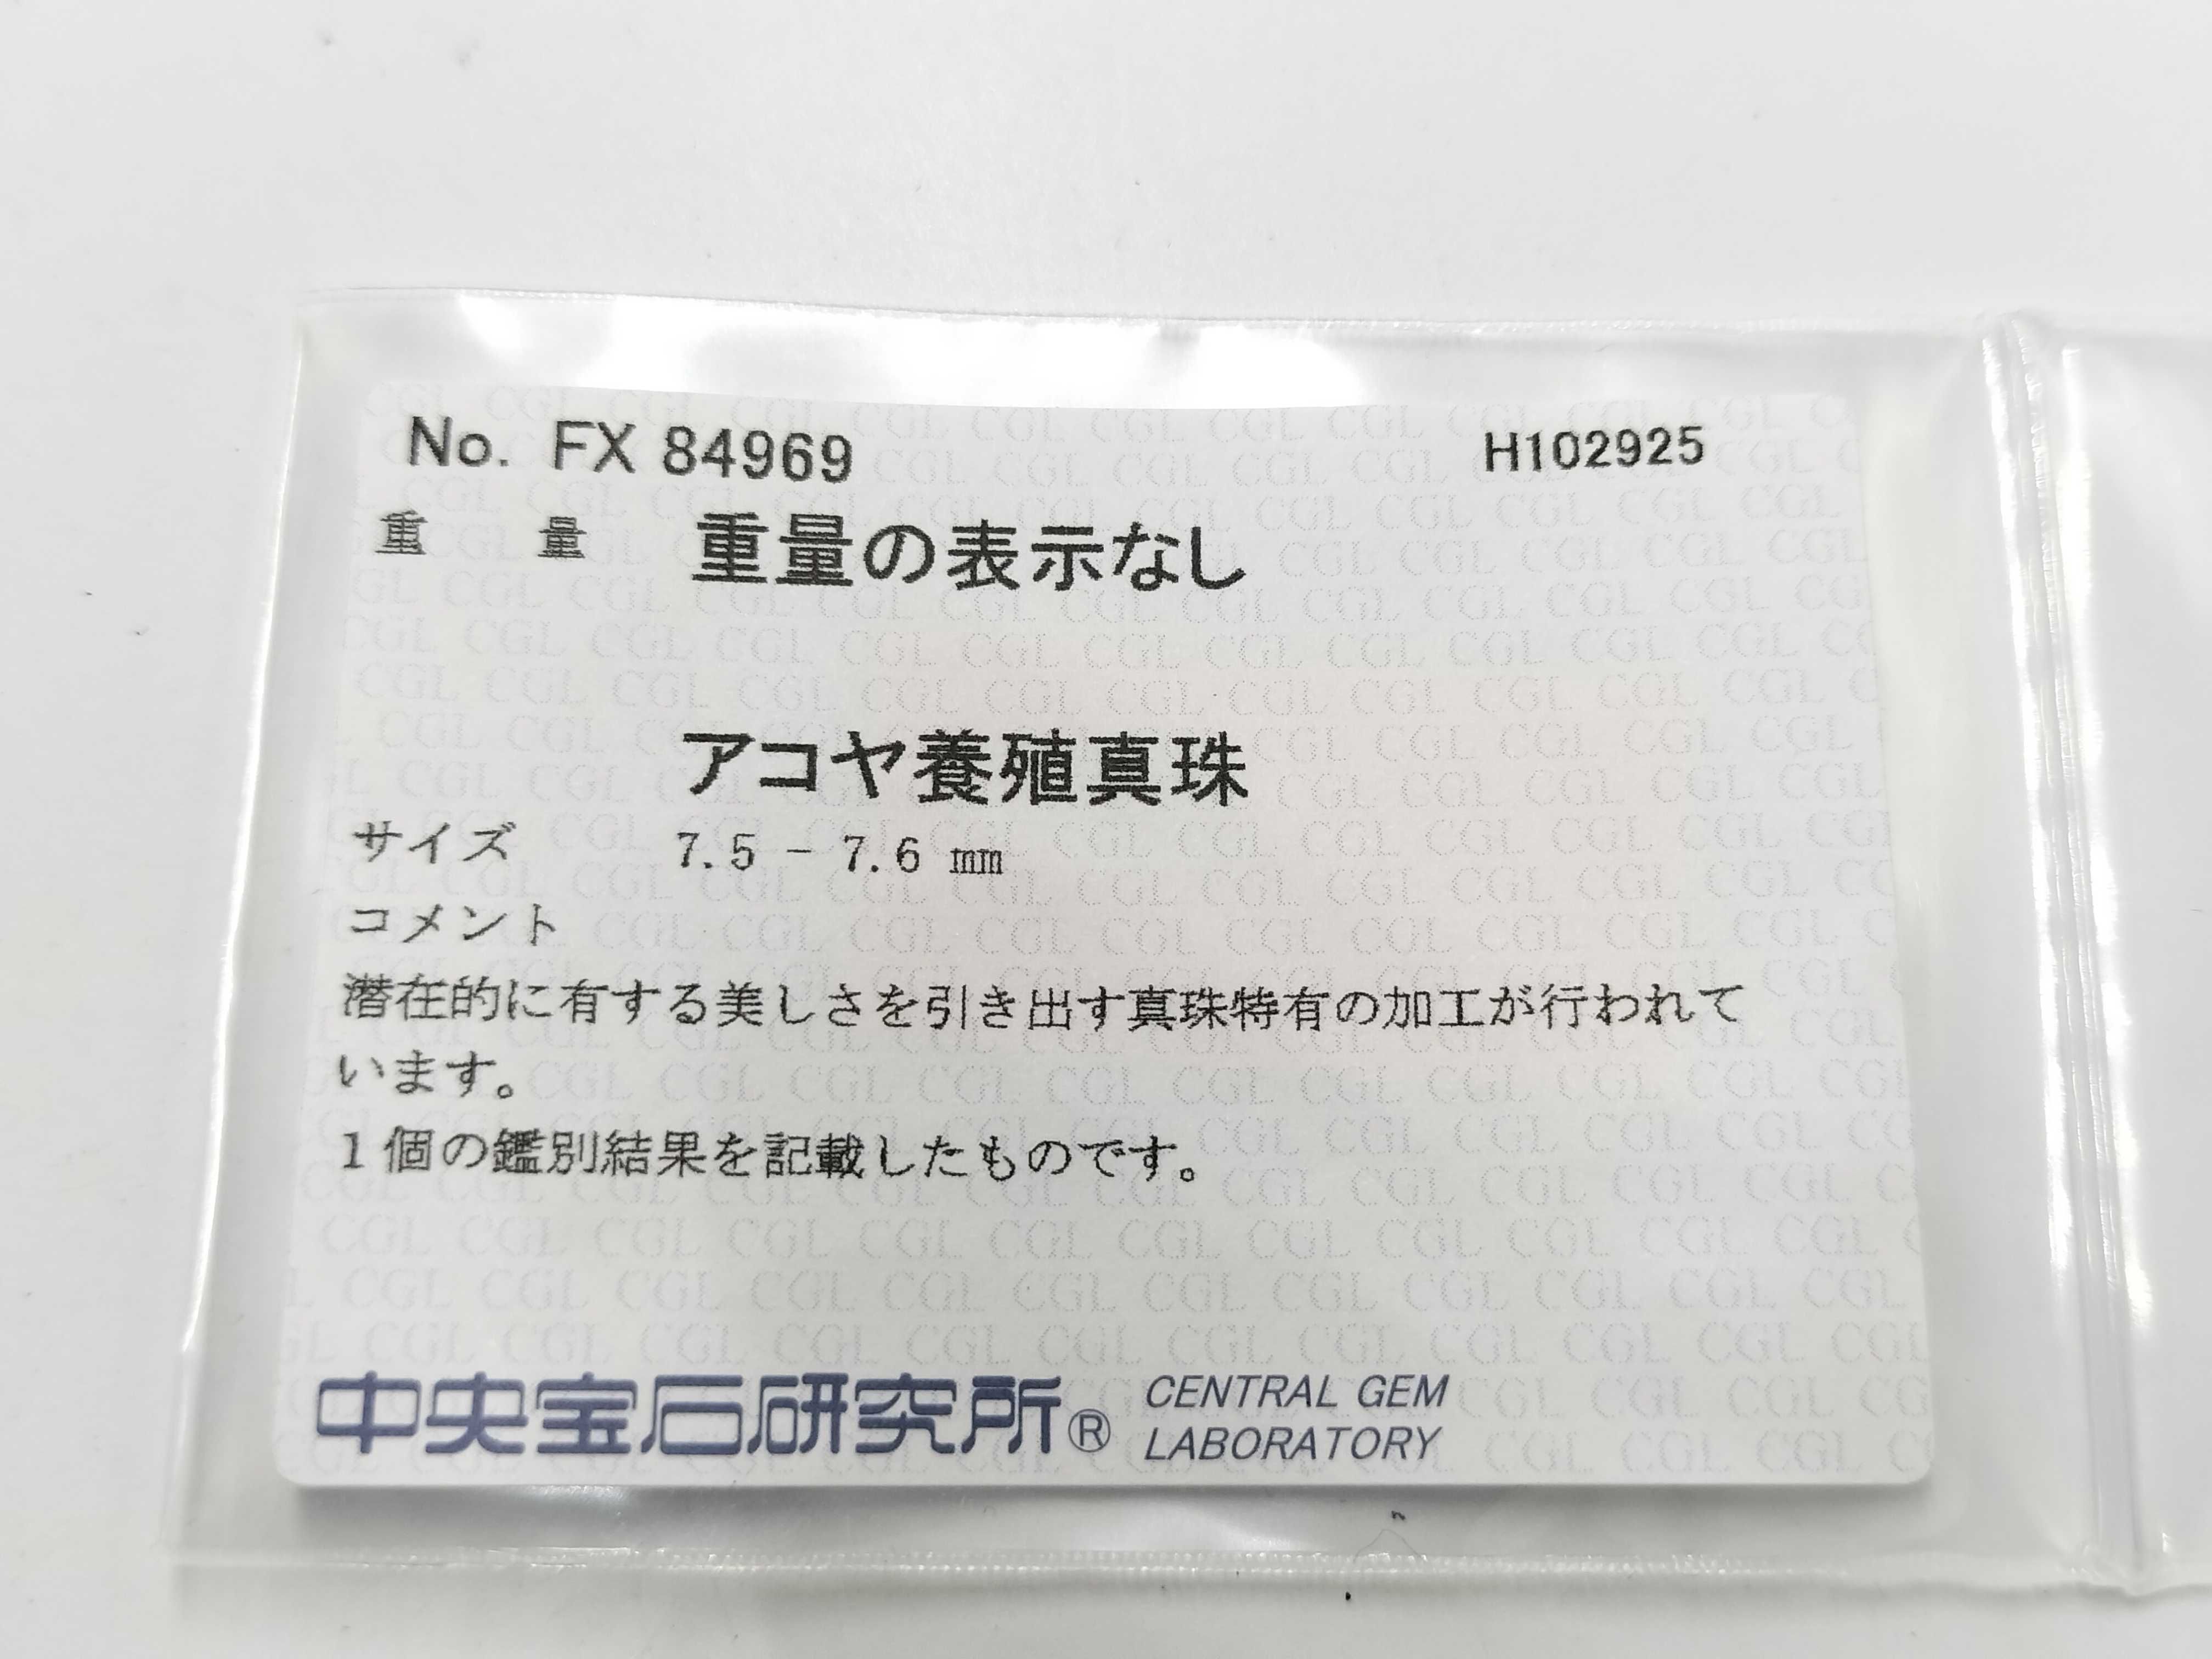 No. FX 84969 H102925
重 量 重量の表示なし
アコヤ養殖真珠
サイズ 7.5 - 7.6 mm
コメント
潜在的に有する美しさを引き出す真珠特有の加工が行われて
います。
1個の鑑別結果を記載したものです。
中央宝石研究所® CENTRAL GEM
LABORATORY